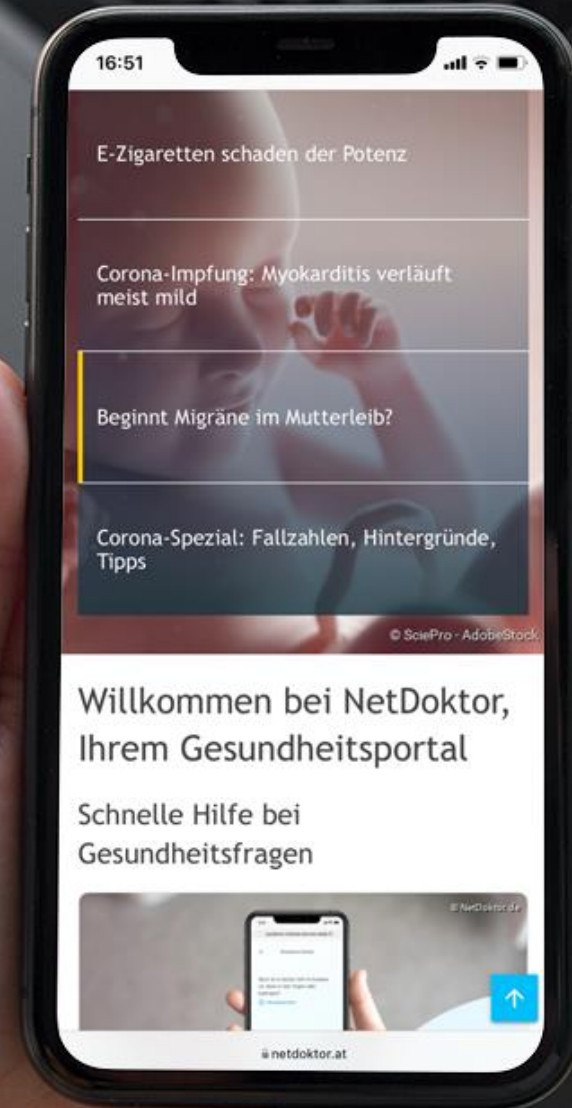 16:51
E-Zigaretten schaden der Potenz
Corona-Impfung: Myokarditis verläuft
meist mild
Beginnt Migräne im Mutterleib?
Corona-Spezial: Fallzahlen, Hintergründe,
Tipps
© SciePro - AdobeStock
Willkommen bei NetDoktor,
Ihrem Gesundheitsportal
Schnelle Hilfe bei
Gesundheitsfragen
© NetDoktor.de
netdoktor.at